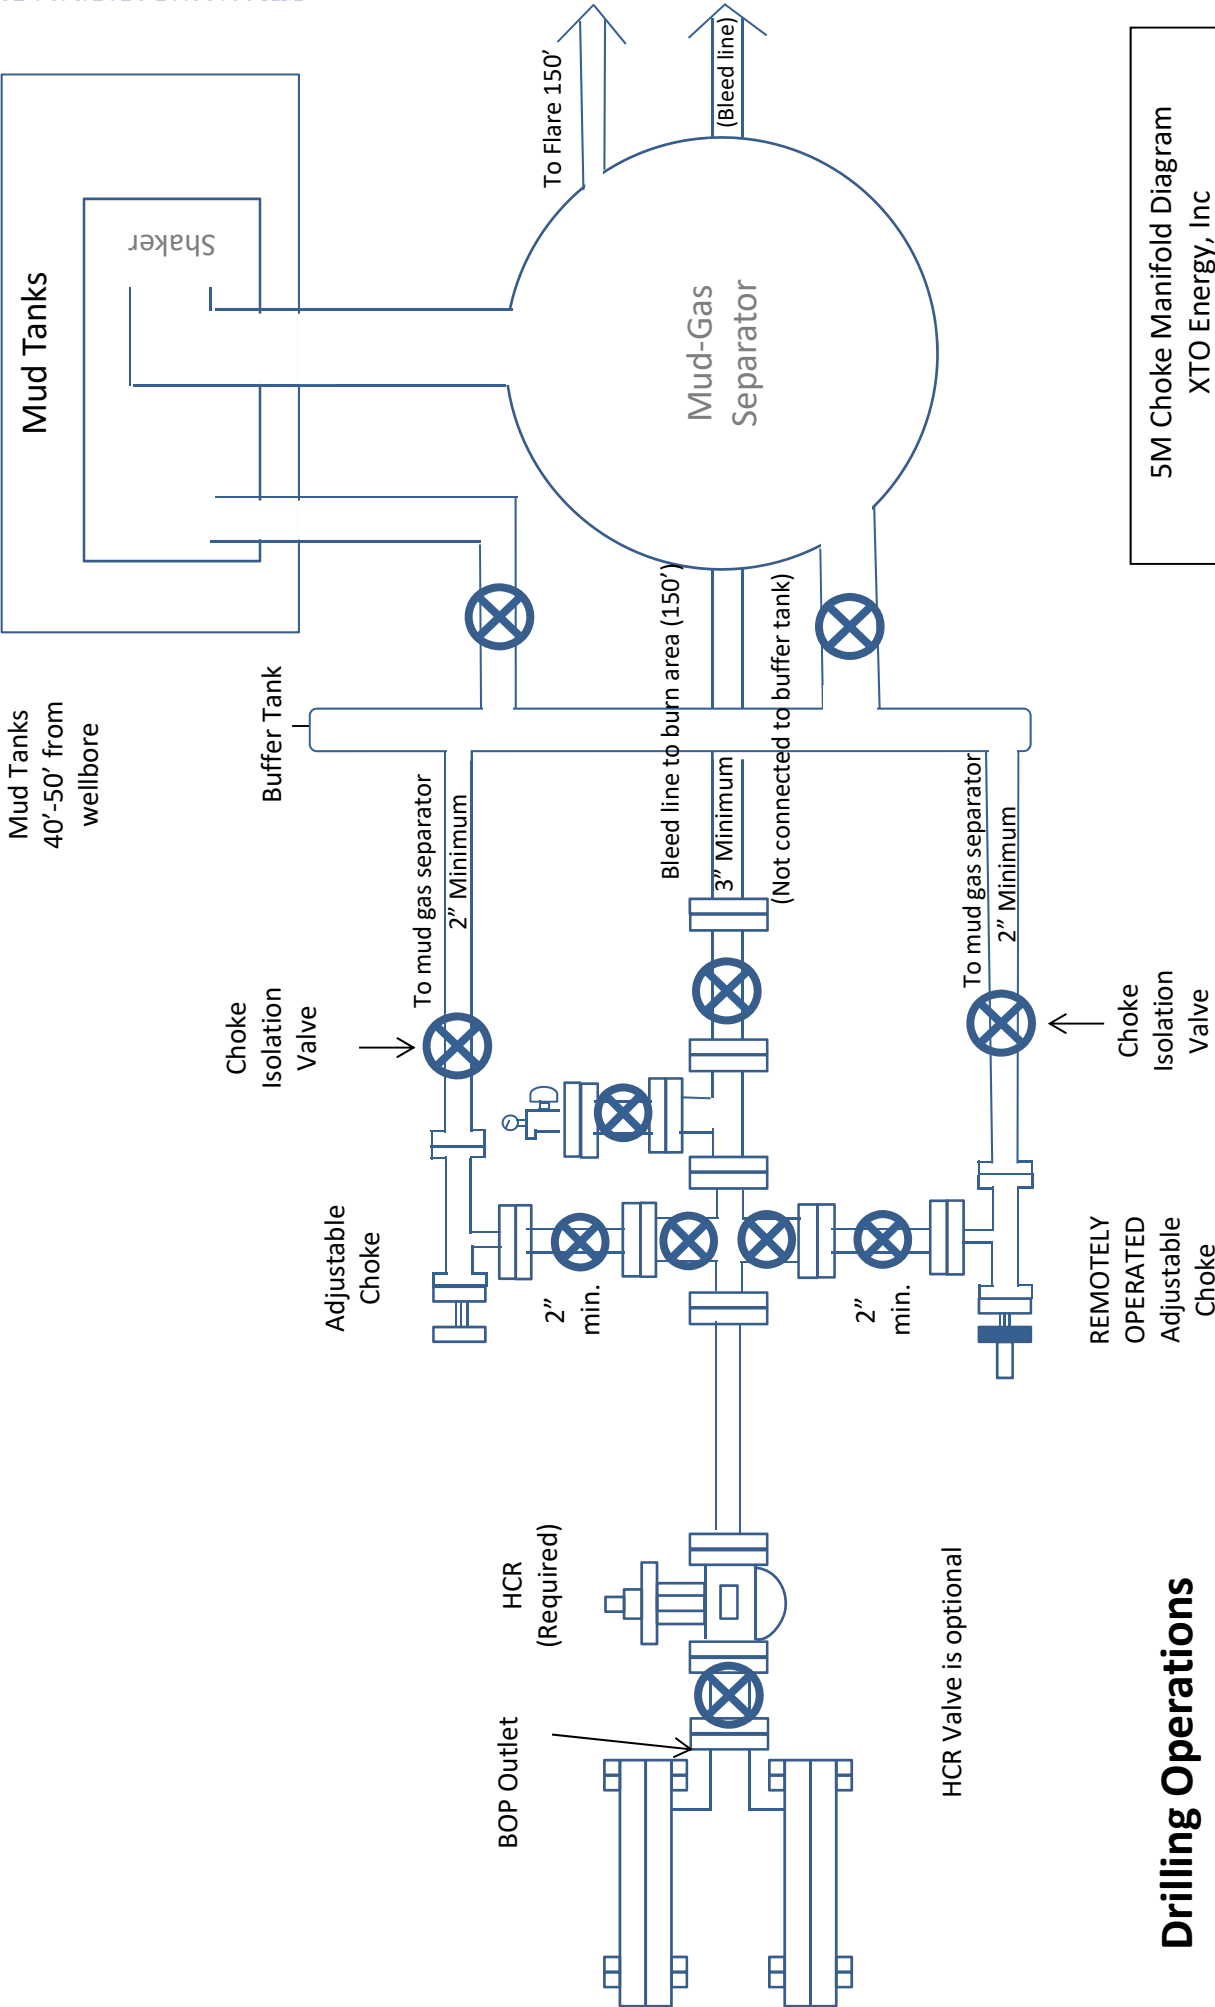 Mud Tanks
Shaker
Mud Tanks
40’-50’ from
wellbore
Buffer Tank
To Flare 150’
(Bleed line)
Mud-Gas
Separator
Bleed line to burn area (150’)
3” Minimum
(Not connected to buffer tank)
To mud gas separator
2” Minimum
To mud gas separator
2” Minimum
Choke
Isolation
Valve
Choke
Isolation
Valve
Adjustable
Choke
2”
min.
2”
min.
REMOTELY
OPERATED
Adjustable
Choke
HCR
(Required)
BOP Outlet
HCR Valve is optional
Drilling Operations
5M Choke Manifold Diagram
XTO Energy, Inc